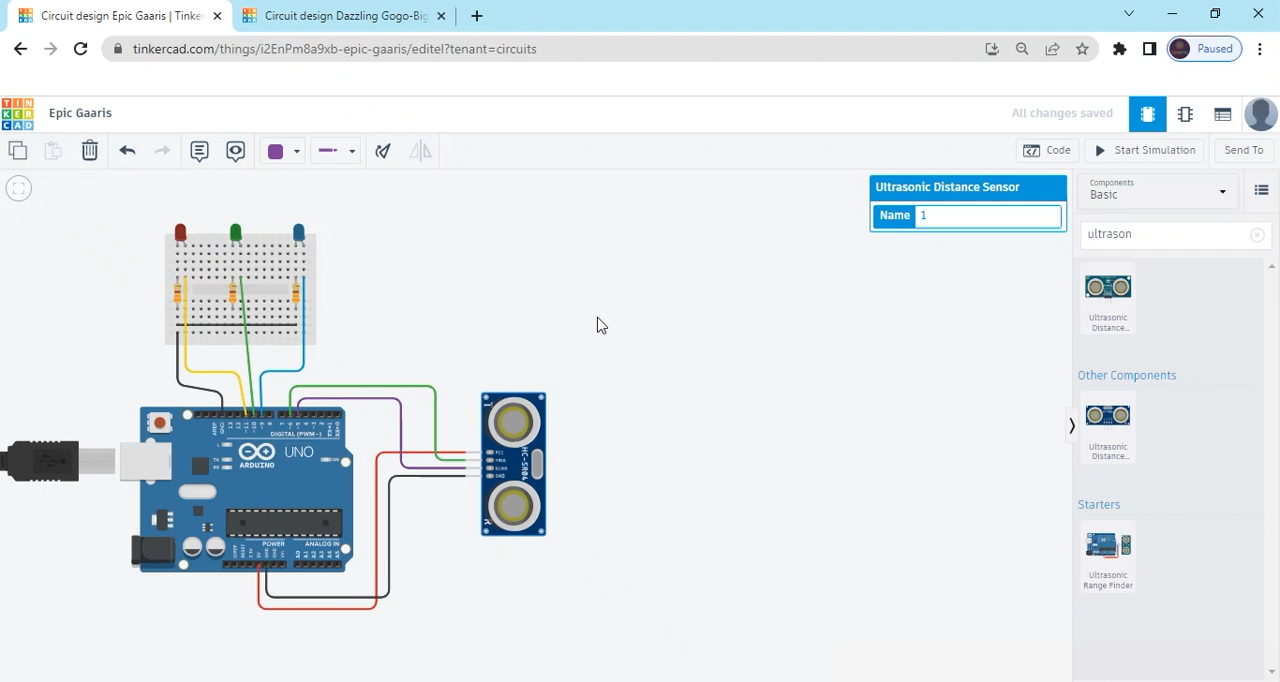 Circuit design Epic Gaaris | Tinker
Circuit design Dazzling Gogo-Big
tinkercad.com/things/i2EnPm8a9xb-epic-gaaris/editel?tenant=circuits
Paused
TIN
KER
CAD
Epic Gaaris
All changes saved
Code
Start Simulation
Send To
Ultrasonic Distance Sensor
Name 1
Components
Basic
ultrason
Ultrasonic
Distance...
Other Components
Ultrasonic
Distance...
Starters
Ultrasonic
Range Finder
DIGITAL (PWM~)
UNO
ARDUINO
POWER
ANALOG IN
HC-SR04